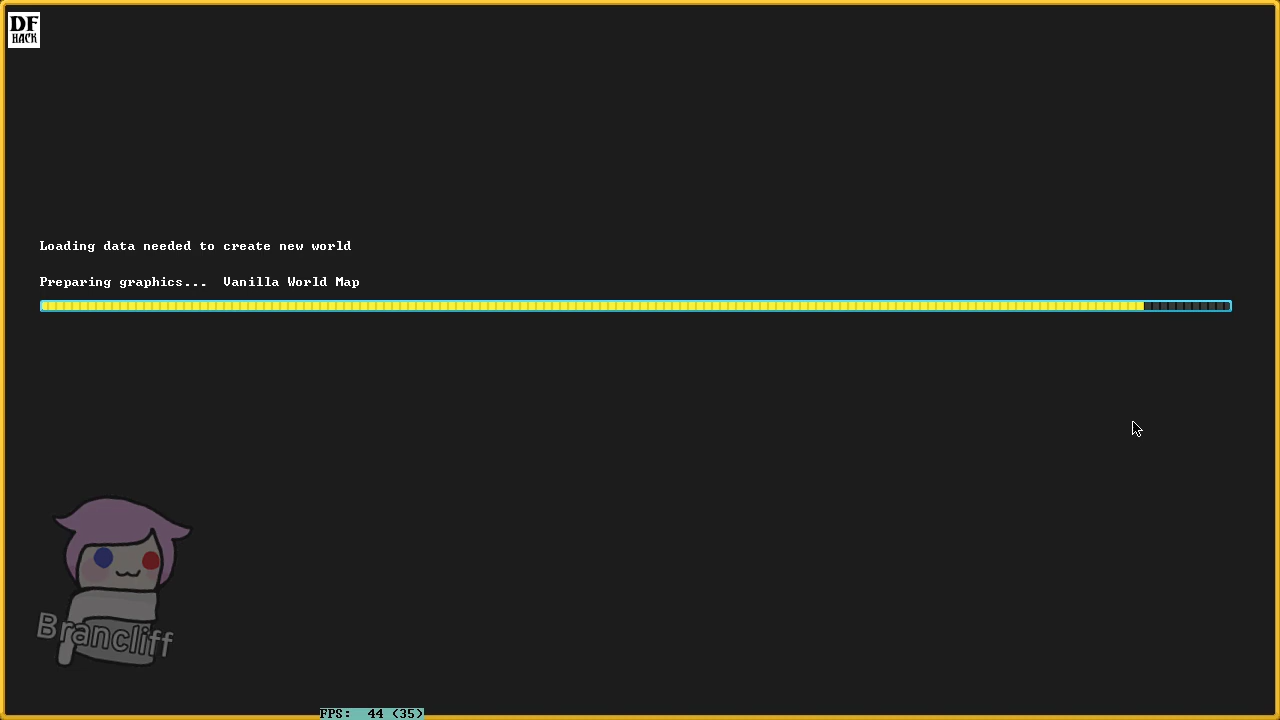 DF
HACK
Loading data needed to create new world
Preparing graphics... Vanilla World Map
Brancliff
FPS: 44 (35)